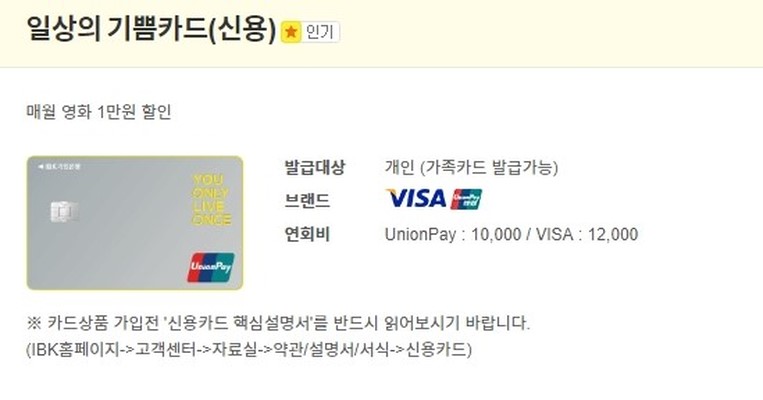 일상의 기쁨카드(신용) 인기
매월 영화 1만원 할인
IBK기업은행
YOU
ONLY
LIVE
ONCE
UnionPay
발급대상 개인 (가족카드 발급가능)
브랜드 VISA UnionPay
연회비 UnionPay : 10,000 / VISA : 12,000
※ 카드상품 가입전 '신용카드 핵심설명서'를 반드시 읽어보시기 바랍니다.
(IBK홈페이지->고객센터->자료실->약관/설명서/서식->신용카드)